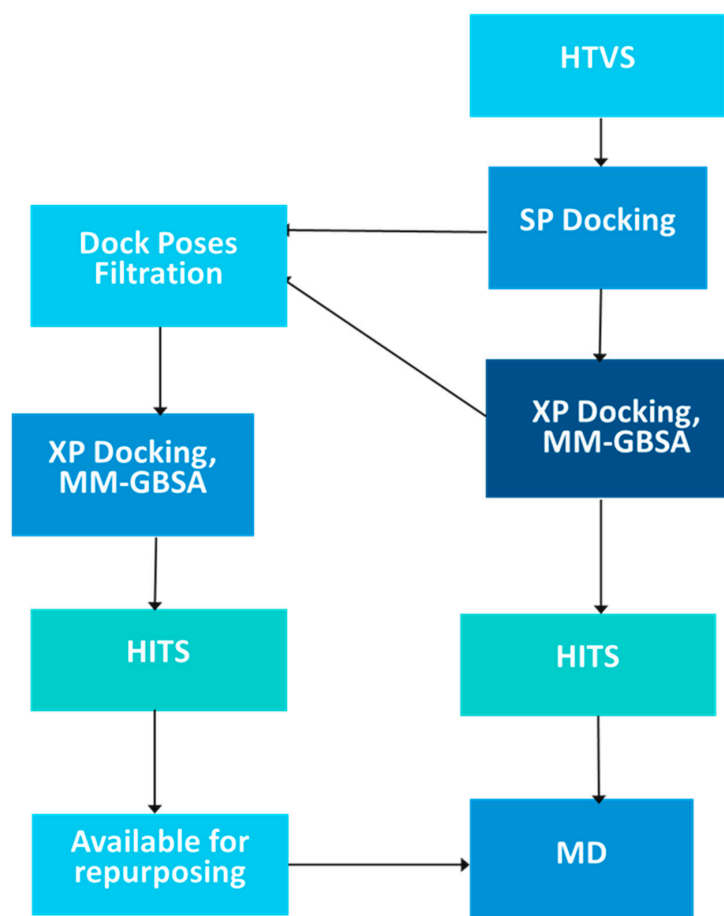 HTVS
SP Docking
Dock Poses
Filtration
XP Docking,
MM-GBSA
XP Docking,
MM-GBSA
HITS
HITS
Available for
repurposing
MD